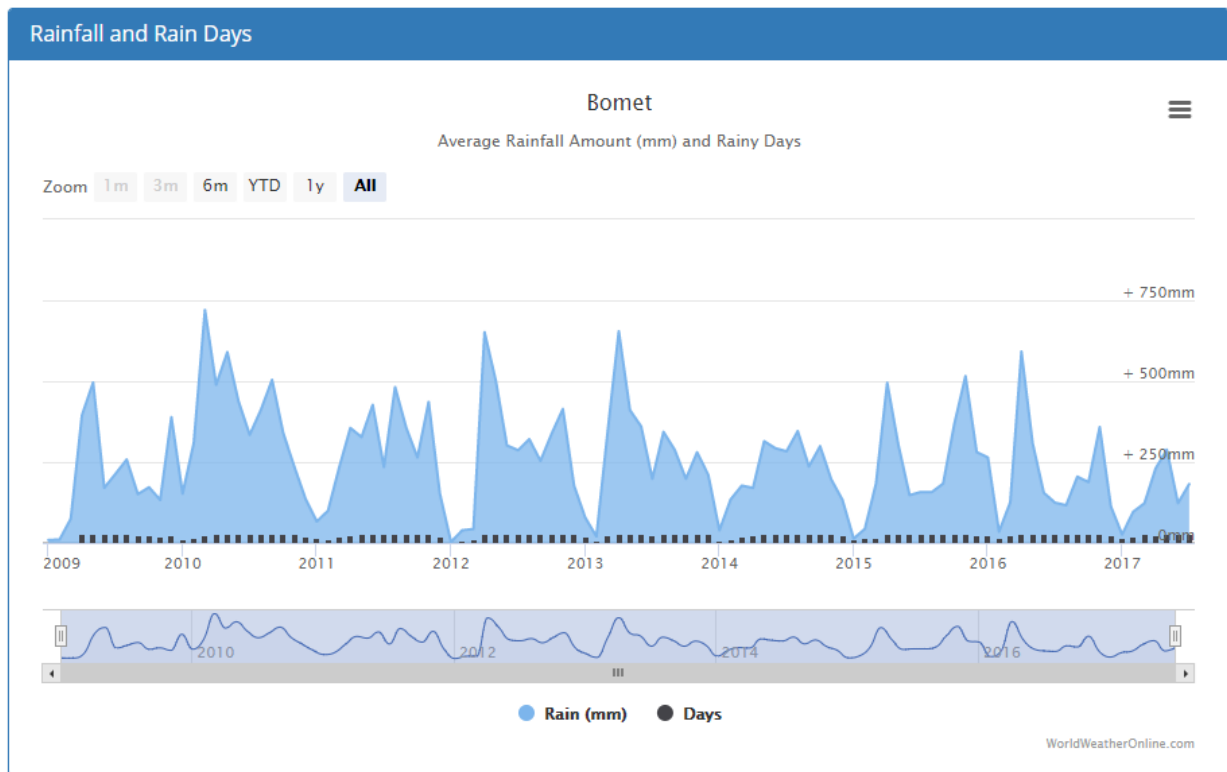 Rainfall and Rain Days
Bomet
Average Rainfall Amount (mm) and Rainy Days
Zoom 1m 3m 6m YTD 1y All
+ 750mm
+ 500mm
+ 250mm
0mm
2009 2010 2011 2012 2013 2014 2015 2016 2017
2010 2012 2014 2016
Rain (mm) Days
WorldWeatherOnline.com